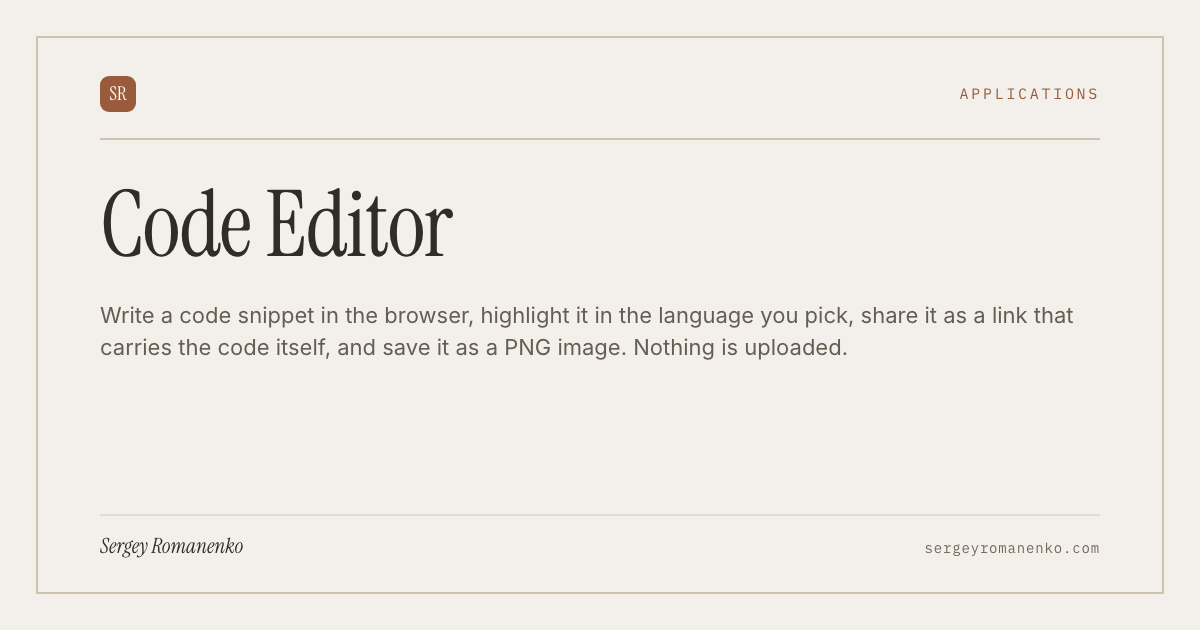 SR
APPLICATIONS
Code Editor
Write a code snippet in the browser, highlight it in the language you pick, share it as a link that
carries the code itself, and save it as a PNG image. Nothing is uploaded.
Sergey Romanenko
sergeyromanenko.com